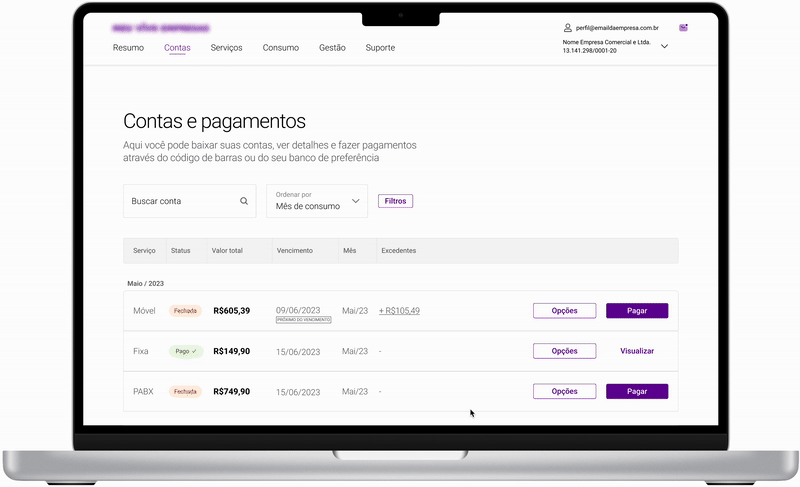 perfil@emaildaempresa.com.br
Nome Empresa Comercial e Ltda.
13.141.298/0001-20
Resumo Contas Serviços Consumo Gestão Suporte
Contas e pagamentos
Aqui você pode baixar suas contas, ver detalhes e fazer pagamentos
através do código de barras ou do seu banco de preferência
Buscar conta
Ordenar por
Mês de consumo
Filtros
Serviço Status Valor total Vencimento Mês Excedentes
Maio / 2023
Móvel Fechada R$605,39 09/06/2023 Mai/23 + R$105,49 Opções Pagar
PRÓXIMO DO VENCIMENTO
Fixa Pago ✓ R$149,90 15/06/2023 Mai/23 - Opções Visualizar
PABX Fechada R$749,90 15/06/2023 Mai/23 - Opções Pagar